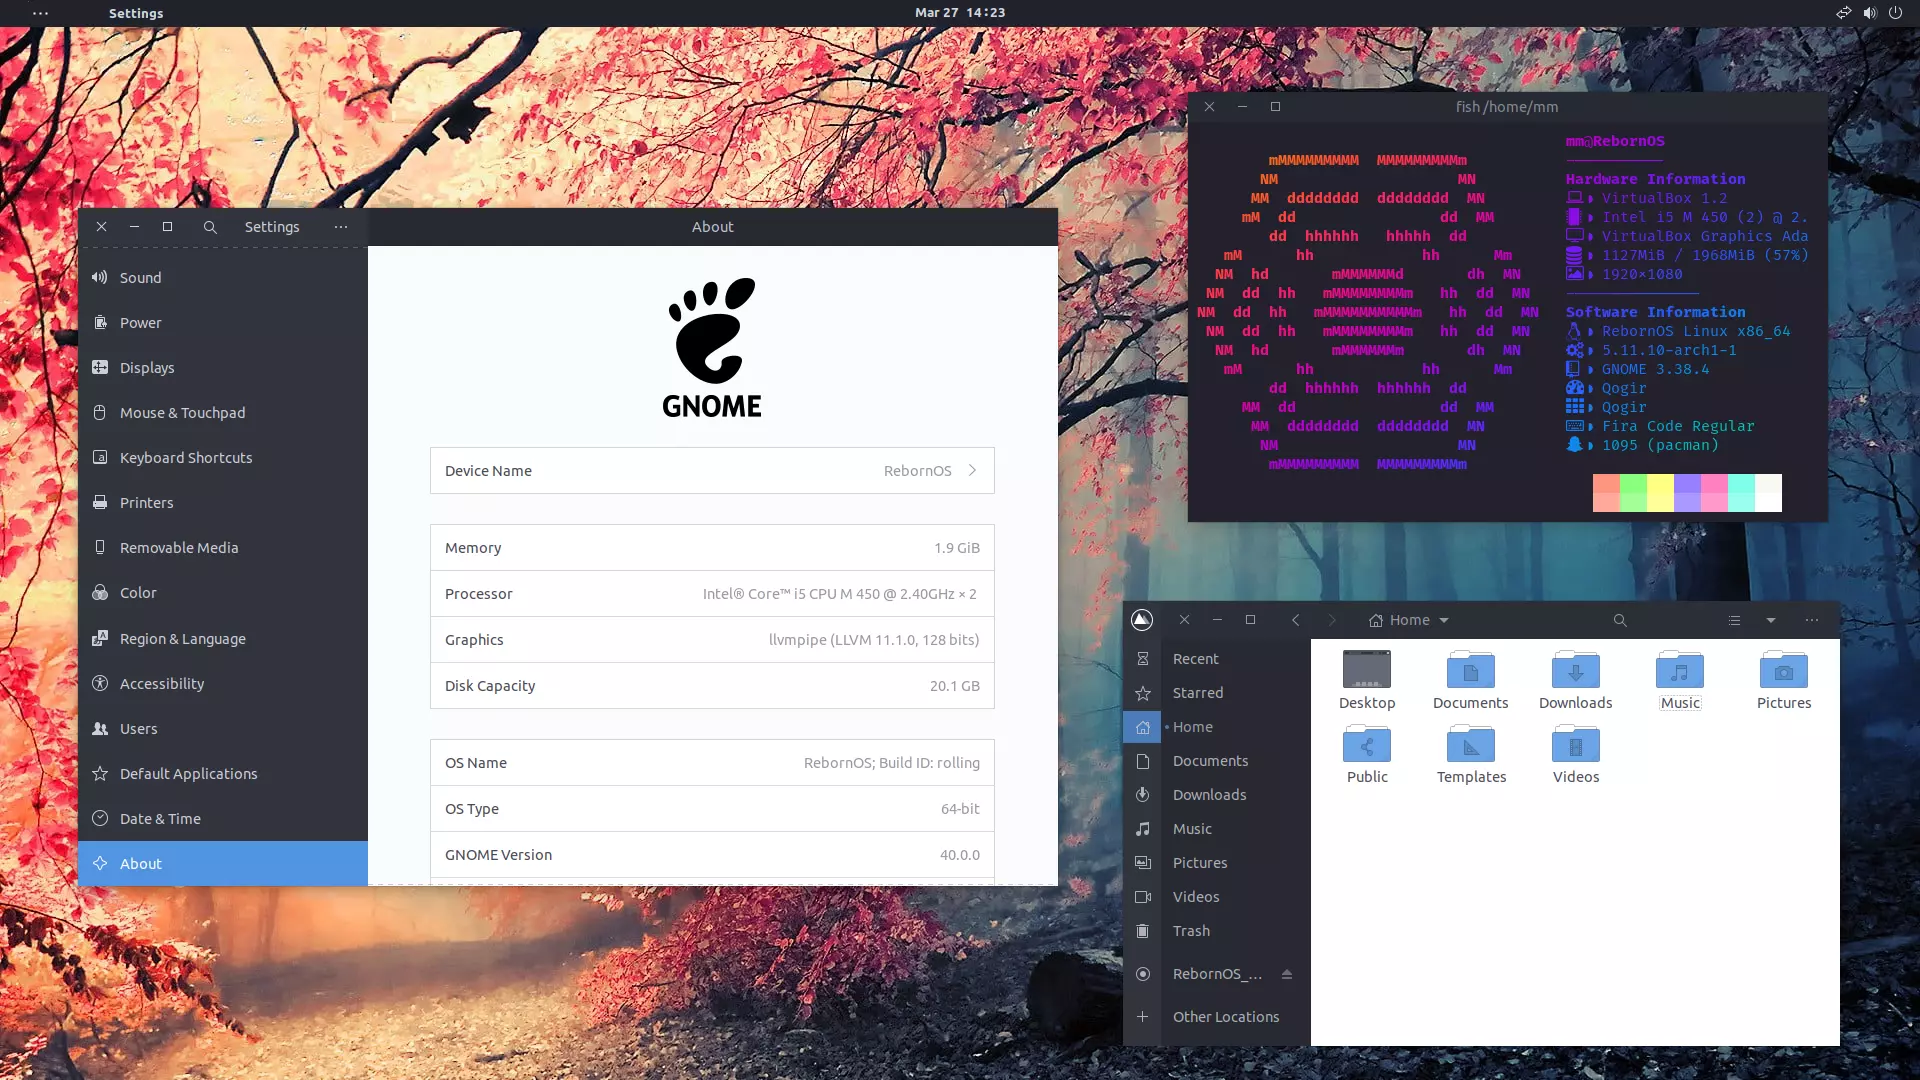 Settings
Mar 27 14:23
Settings
About
Sound
Power
Displays
Mouse & Touchpad
Keyboard Shortcuts
Printers
Removable Media
Color
Region & Language
Accessibility
Users
Default Applications
Date & Time
About
GNOME
Device Name RebornOS
Memory 1.9 GiB
Processor Intel® Core™ i5 CPU M 450 @ 2.40GHz × 2
Graphics llvmpipe (LLVM 11.1.0, 128 bits)
Disk Capacity 20.1 GB
OS Name RebornOS; Build ID: rolling
OS Type 64-bit
GNOME Version 40.0.0
fish /home/mm
mMMMMMMMMM MMMMMMMMMm
NM MN
MM dddddddd dddddddd MN
mM dd dd MM
dd hhhhhh hhhhh dd
mM hh hh Mm
NM hd mMMMMMMd dh MN
NM dd hh mMMMMMMMMm hh dd MN
NM dd hh mMMMMMMMMMMm hh dd MN
NM dd hh mMMMMMMMMm hh dd MN
NM hd mMMMMMMm dh MN
mM hh hh Mm
dd hhhhhh hhhhhh dd
MM dd dd MM
MM dddddddd dddddddd MN
NM MN
mMMMMMMMMM MMMMMMMMMm
mm@RebornOS
Hardware Information
VirtualBox 1.2
Intel i5 M 450 (2) @ 2.
VirtualBox Graphics Ada
1127MiB / 1968MiB (57%)
1920×1080
Software Information
RebornOS Linux x86_64
5.11.10-arch1-1
GNOME 3.38.4
Qogir
Qogir
Fira Code Regular
1095 (pacman)
Home
Recent
Starred
Home
Documents
Downloads
Music
Pictures
Videos
Trash
RebornOS_...
Other Locations
Desktop Documents Downloads Music Pictures
Public Templates Videos